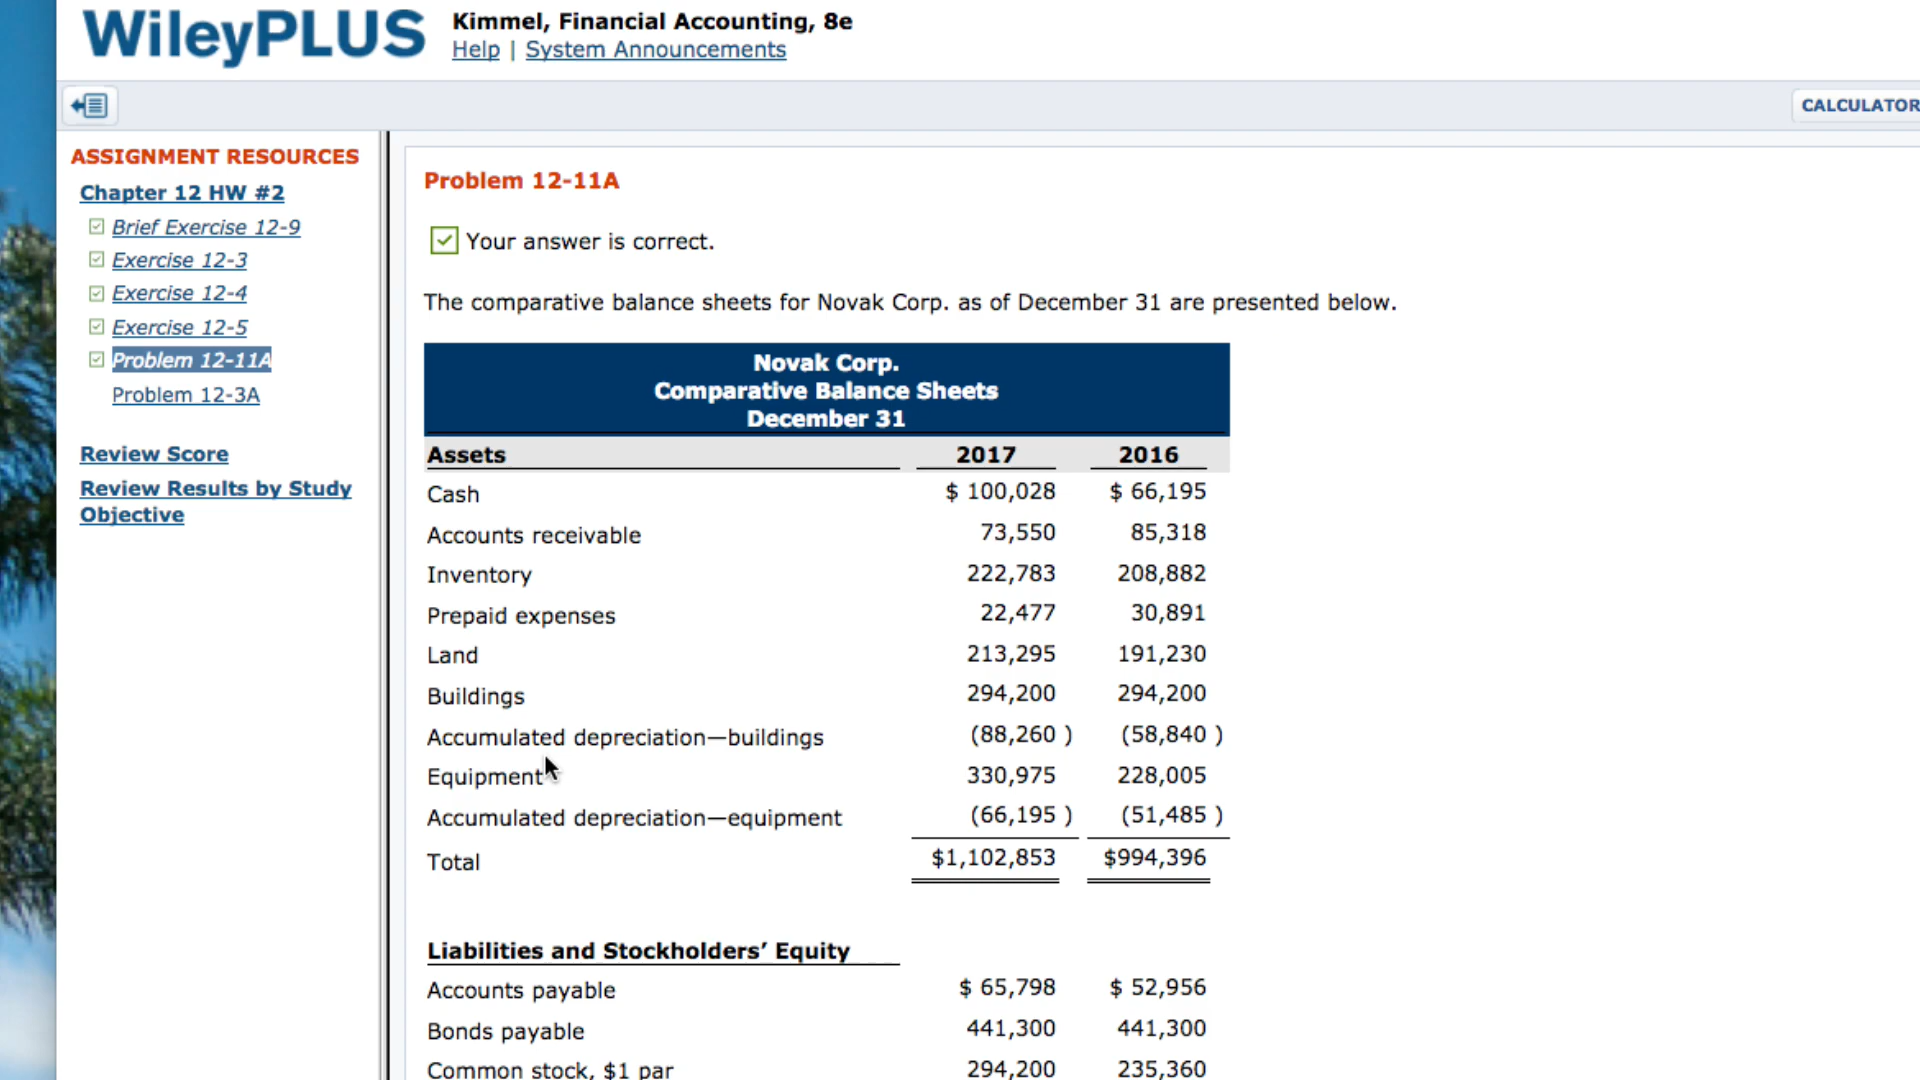 WileyPLUS
Kimmel, Financial Accounting, 8e
Help | System Announcements
CALCULATOR
ASSIGNMENT RESOURCES
Chapter 12 HW #2
Brief Exercise 12-9
Exercise 12-3
Exercise 12-4
Exercise 12-5
Problem 12-11A
Problem 12-3A
Review Score
Review Results by Study
Objective
Problem 12-11A
Your answer is correct.
The comparative balance sheets for Novak Corp. as of December 31 are presented below.
Novak Corp.
Comparative Balance Sheets
December 31
Assets 2017 2016
Cash $ 100,028 $ 66,195
Accounts receivable 73,550 85,318
Inventory 222,783 208,882
Prepaid expenses 22,477 30,891
Land 213,295 191,230
Buildings 294,200 294,200
Accumulated depreciation—buildings (88,260 ) (58,840 )
Equipment 330,975 228,005
Accumulated depreciation—equipment (66,195 ) (51,485 )
Total $1,102,853 $994,396
Liabilities and Stockholders’ Equity
Accounts payable $ 65,798 $ 52,956
Bonds payable 441,300 441,300
Common stock, $1 par 294,200 235,360